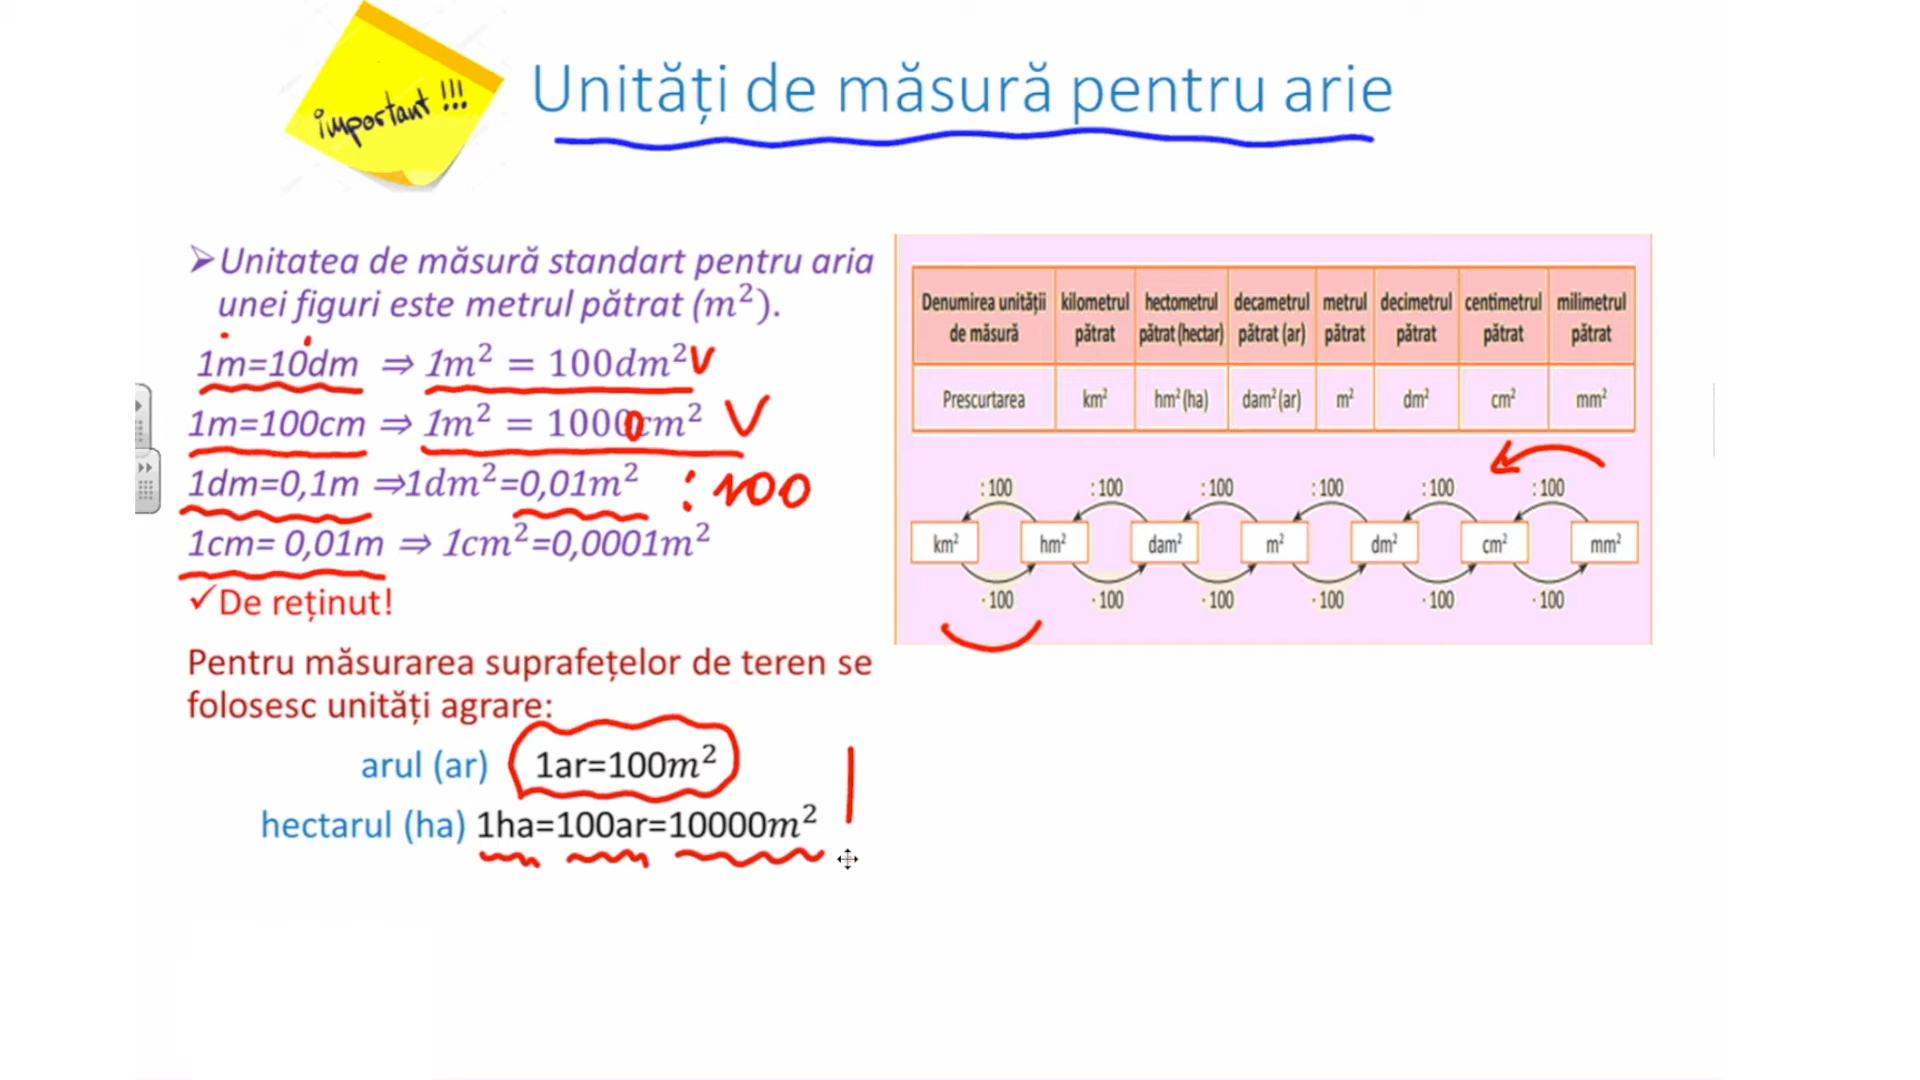 important !!!
Unități de măsură pentru arie
Unitatea de măsură standart pentru aria
unei figuri este metrul pătrat (m²).
1m=10dm ⇒ 1m² = 100dm² V
1m=100cm ⇒ 1m² = 10000cm² V
1dm=0,1m ⇒1dm²=0,01m² : 100
1cm= 0,01m ⇒ 1cm²=0,0001m²
✓De reținut!
Pentru măsurarea suprafețelor de teren se
folosesc unități agrare:
arul (ar) 1ar=100m²
hectarul (ha) 1ha=100ar=10000m²
Denumirea unității de măsură kilometrul pătrat hectometrul pătrat (hectar) decametrul pătrat (ar) metrul pătrat decimetrul pătrat centimetrul pătrat milimetrul pătrat
Prescurtarea km² hm² (ha) dam² (ar) m² dm² cm² mm²
:100 :100 :100 :100 :100 :100
km² hm² dam² m² dm² cm² mm²
·100 ·100 ·100 ·100 ·100 ·100